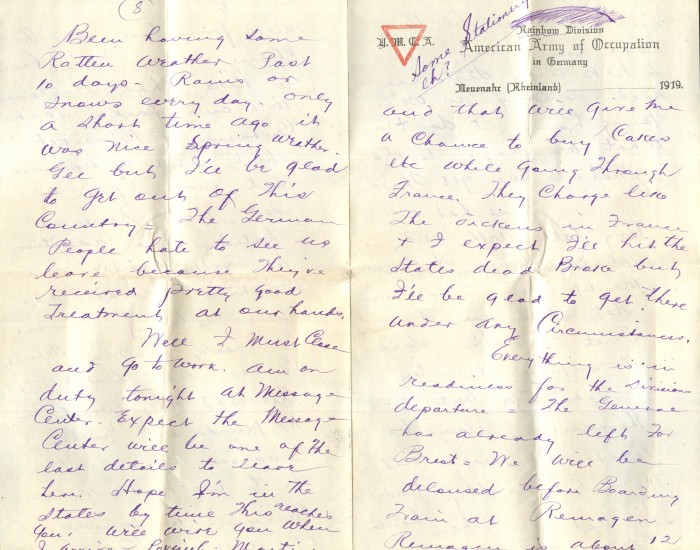 Been having some
Rotten Weather Past
10 days - Rains or
snows every day. only
a short time ago it
was nice Spring Weather.
Gee but I'll be glad
to get out of This
Country = The German
People hate to see us
leave because They've
received pretty good
Treatment at our hands.
Well I must close
and go to work. Am on
duty tonight at Message
Center. Expect the Message
Center will be one of the
last details to leave
here. Hope I'm in the
States by time This reaches
you. Will wire you when
I arrive -
Some Stationery
eh?
Y.M.C.A.
Rainbow Division
American Army of Occupation
in Germany
Neuenahr (Rheinland) 1919.
and that will give me
a chance to buy Cakes
etc while going Through
France. They Charge like
The Dickens in France
+ I expect I'll hit the
States dead Broke but
I'll be glad to get There
under any Circumstances.
Everything is in
readiness for the Divisions
departure = The General
has already left For
Brest = We will be
deloused before Boarding
Train at Remagen.
Remagen is about 12